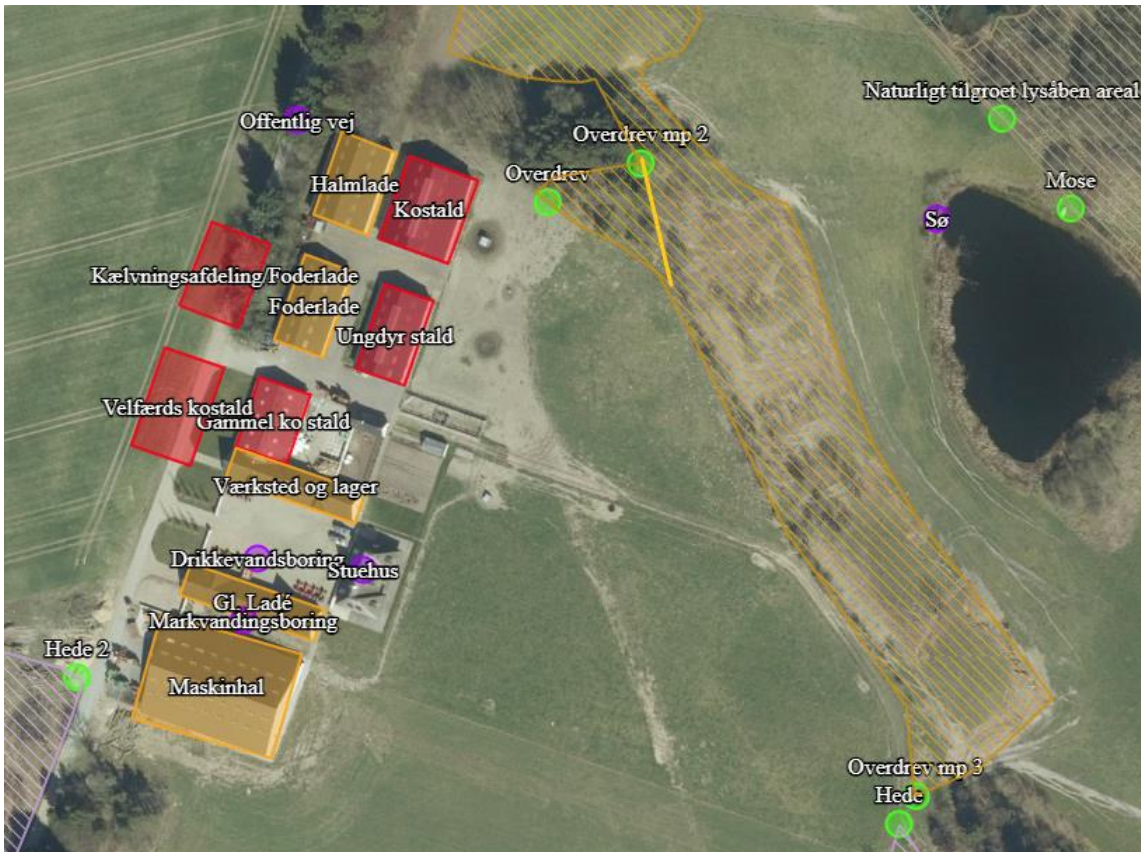 Naturligt tilgroet lysåben areal
Offentlig vej
Overdrev mp 2
Overdrev
Halmlade
Kostald
Mose
Sø
Kælvningsafdeling/Foderlade
Foderlade
Ungdyr stald
Velfærds kostald
Gammel ko stald
Værksted og lager
Drikkevandsboring
Stuehus
Gl. Ladé
Markvandingsboring
Hede 2
Maskinhal
Overdrev mp 3
Hede